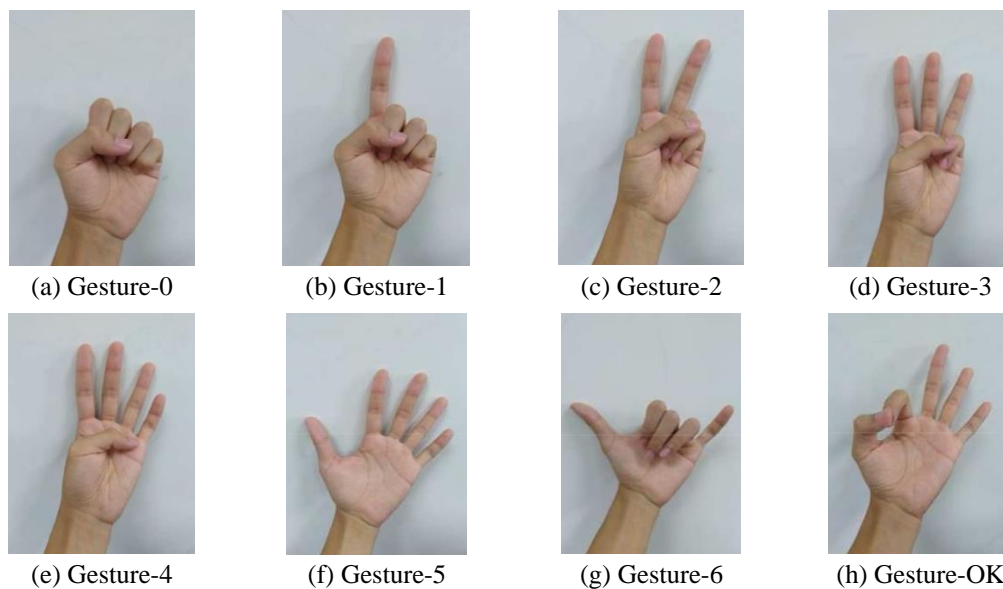 (a) Gesture-0
(b) Gesture-1
(c) Gesture-2
(d) Gesture-3
(e) Gesture-4
(f) Gesture-5
(g) Gesture-6
(h) Gesture-OK